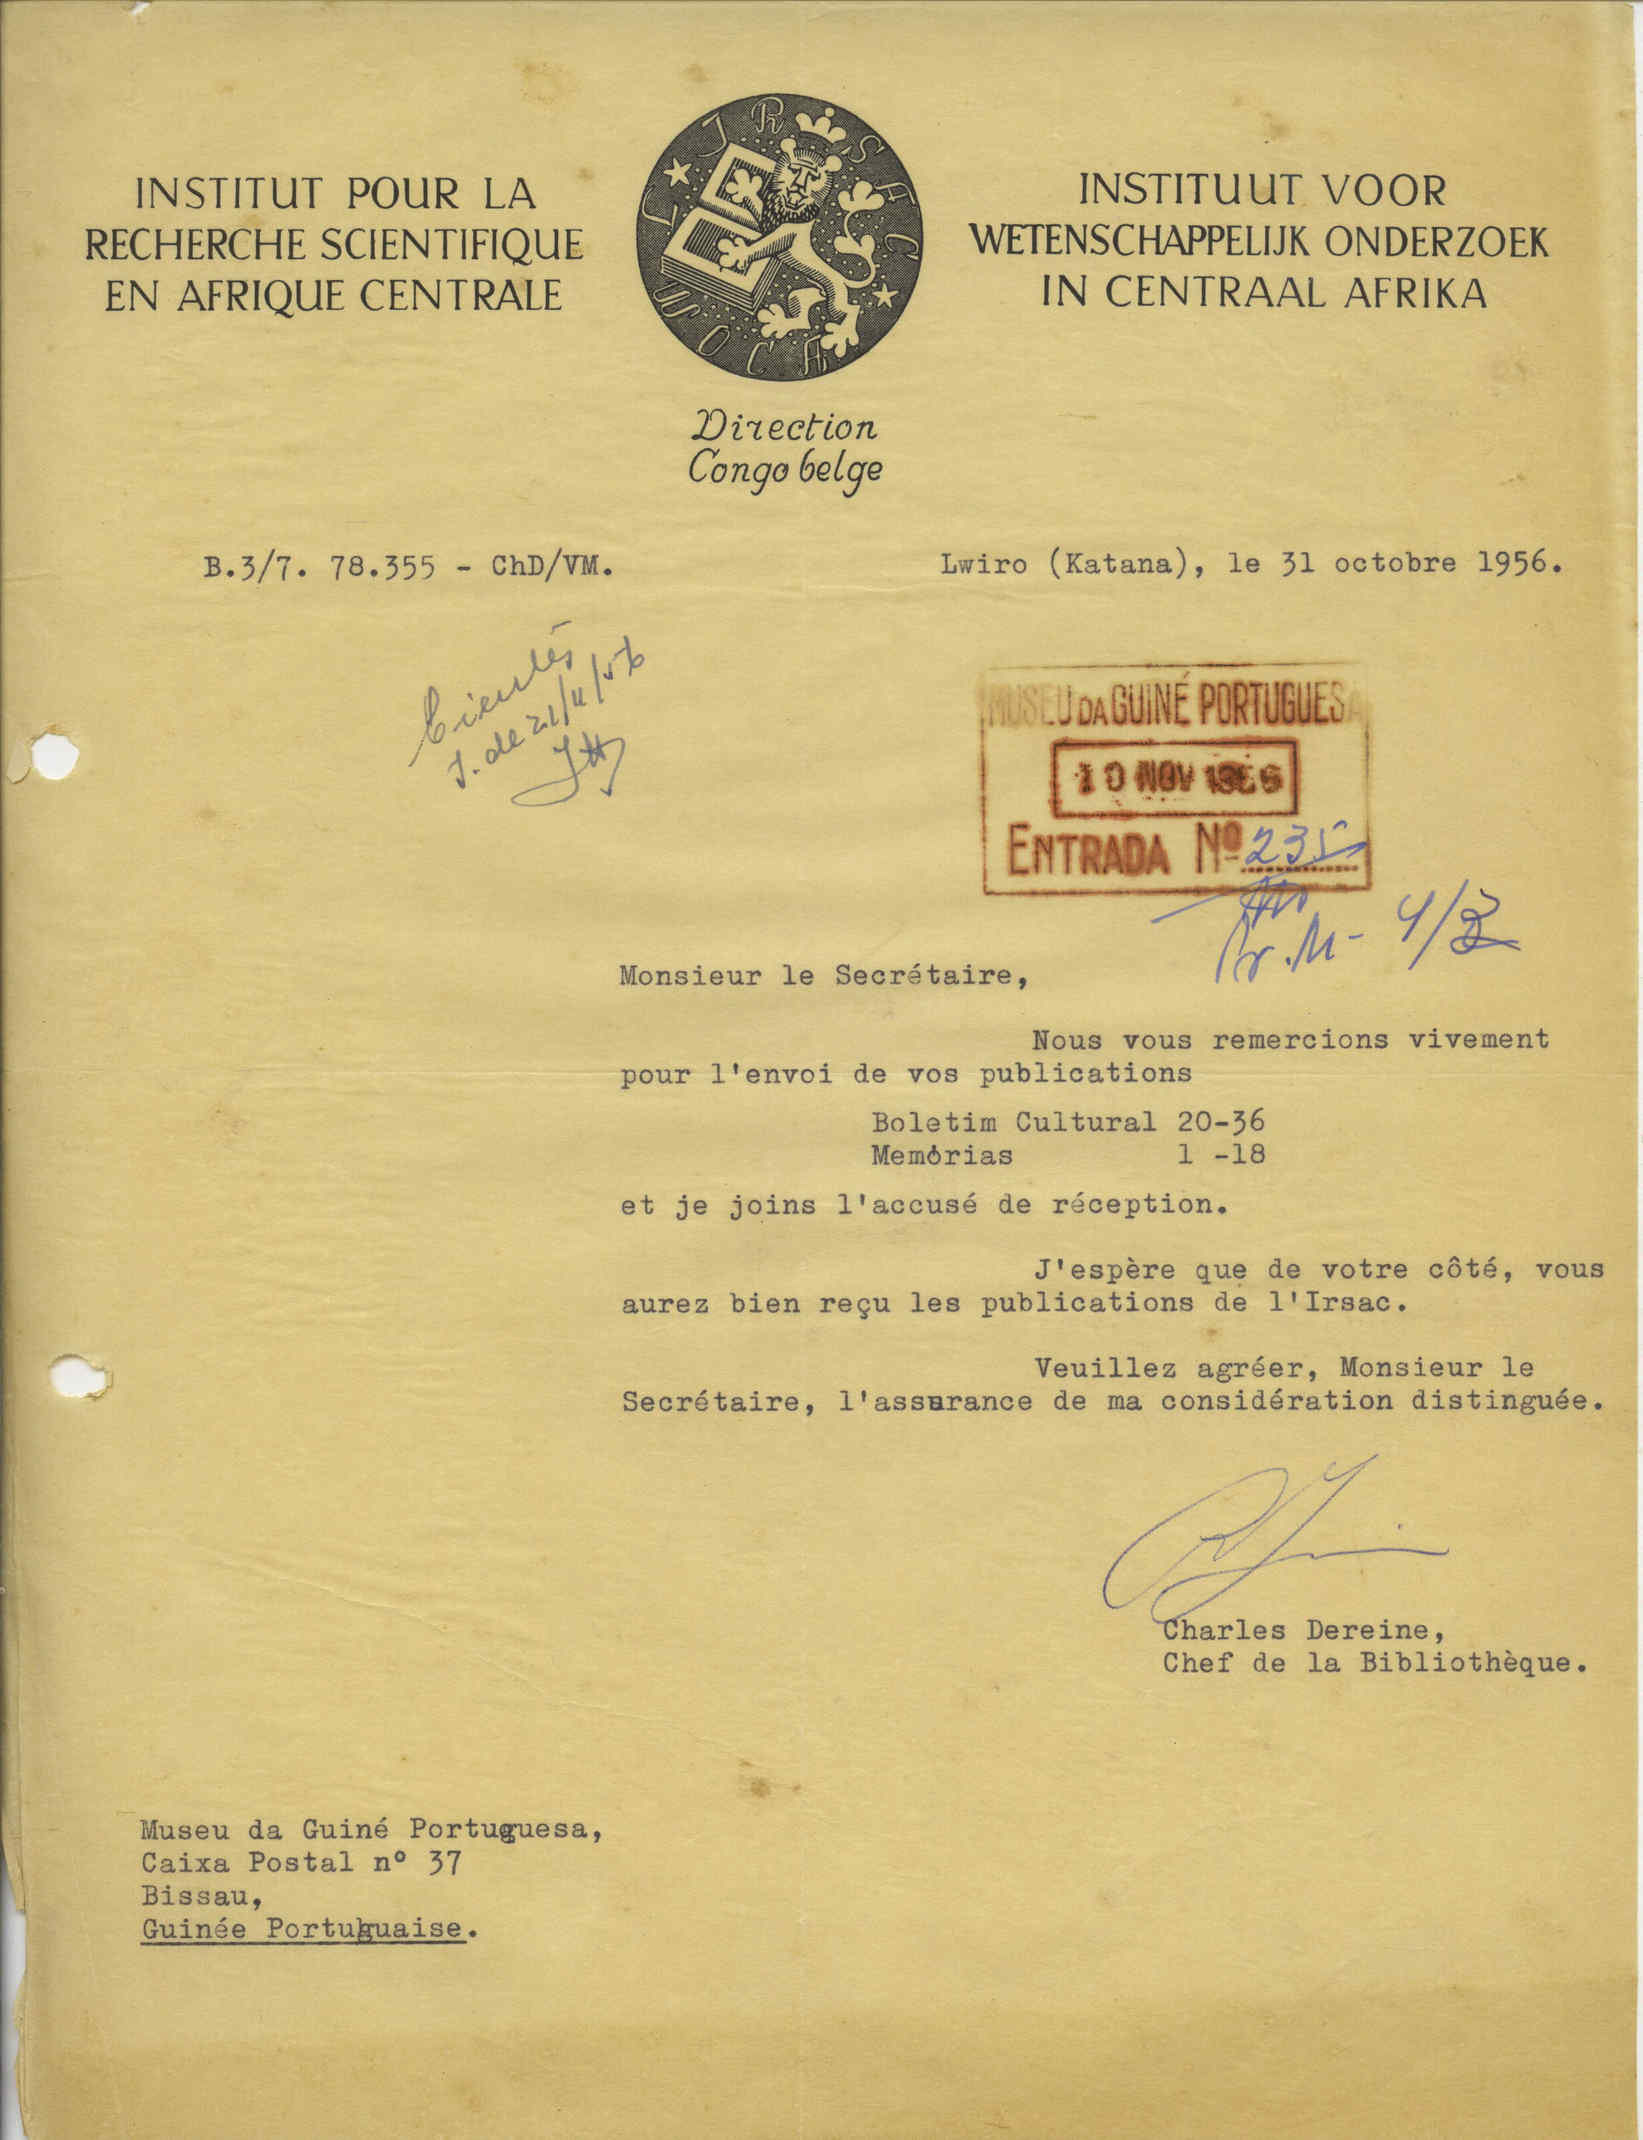 INSTITUT POUR LA
RECHERCHE SCIENTIFIQUE
EN AFRIQUE CENTRALE
I R S A C
I W O C A
INSTITUUT VOOR
WETENSCHAPPELIJK ONDERZOEK
IN CENTRAAL AFRIKA
Direction
Congo belge
B.3/7. 78.355 - ChD/VM.
Lwiro (Katana), le 31 octobre 1956.
MUSEU DA GUINÉ PORTUGUESA
10 NOV 1956
ENTRADA Nº 235
4/3
Monsieur le Secrétaire,
Nous vous remercions vivement
pour l'envoi de vos publications
Boletim Cultural 20-36
Memórias 1 -18
et je joins l'accusé de réception.
J'espère que de votre côté, vous
aurez bien reçu les publications de l'Irsac.
Veuillez agréer, Monsieur le
Secrétaire, l'assurance de ma considération distinguée.
Charles Dereine,
Chef de la Bibliothèque.
Museu da Guiné Portuguesa,
Caixa Postal nº 37
Bissau,
Guinée Portuguaise.